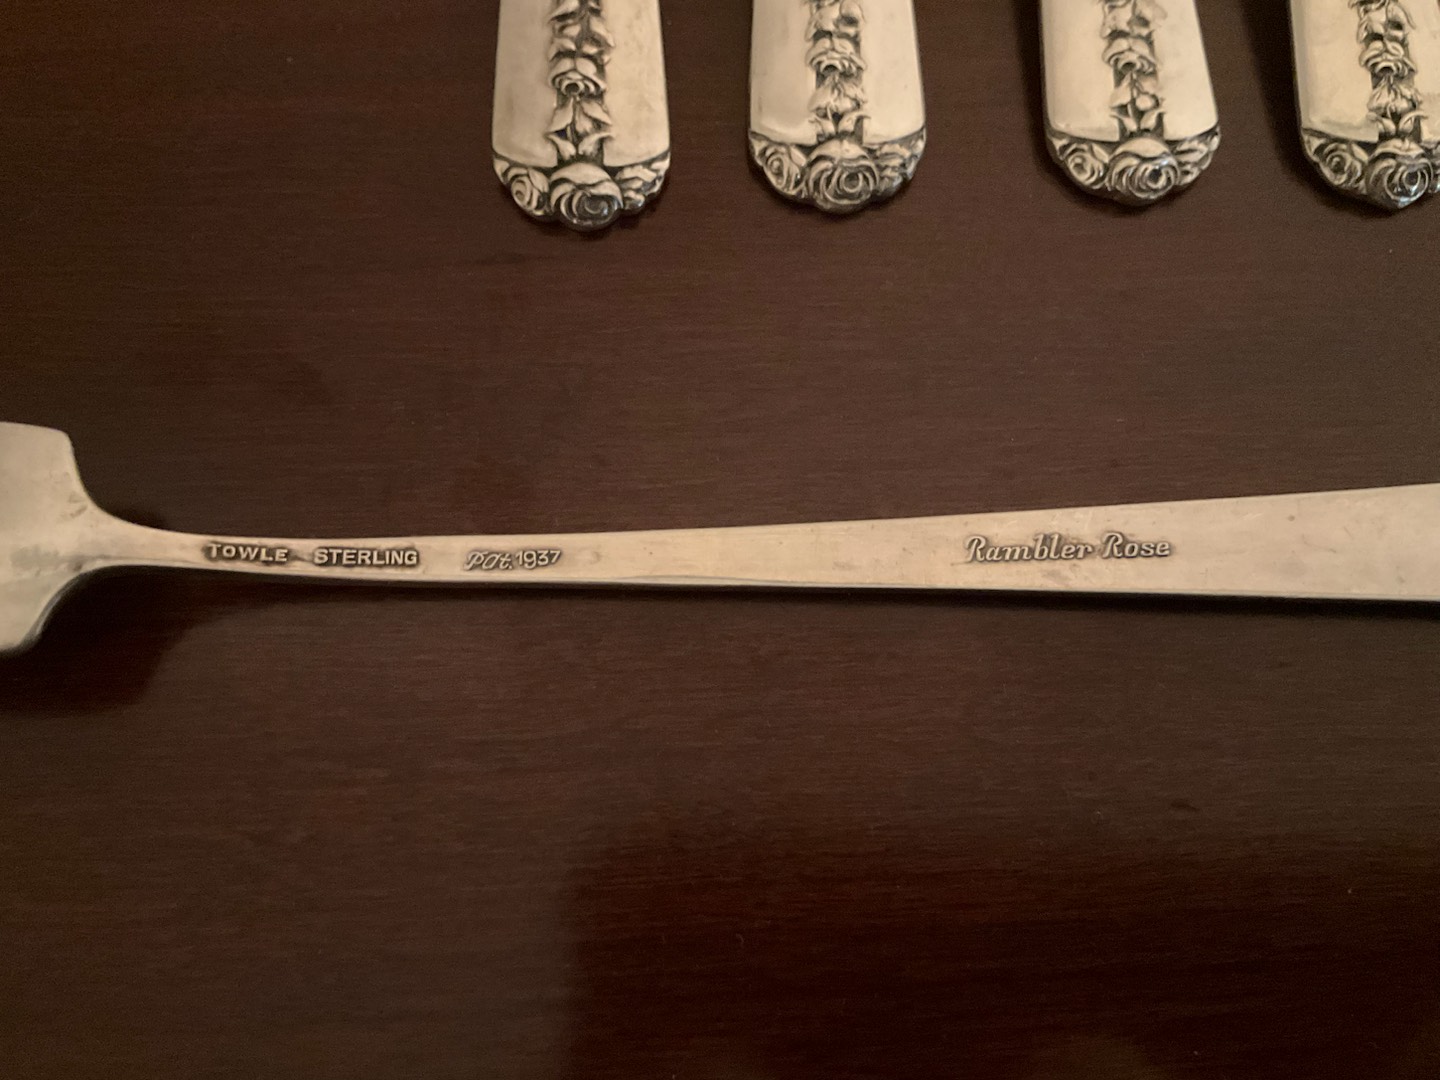 TOWLE STERLING Pat. 1937 Rambler Rose